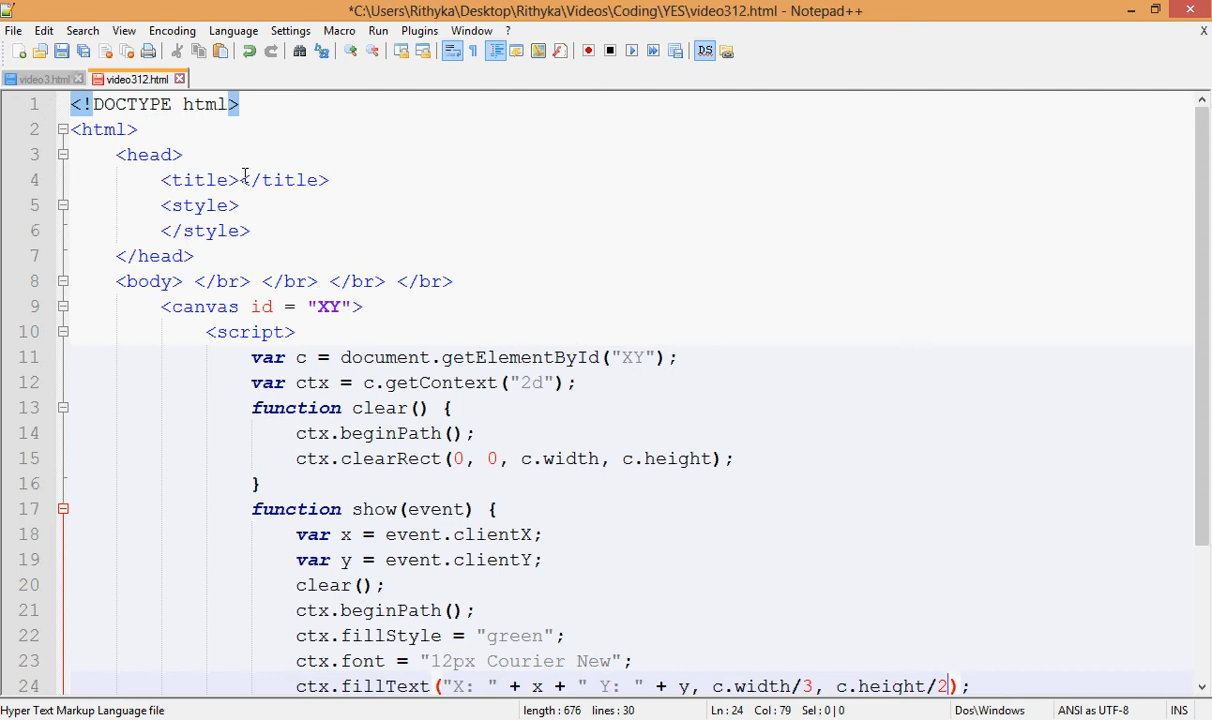 *C:\Users\Rithyka\Desktop\Rithyka\Videos\Coding\YES\video312.html - Notepad++
File Edit Search View Encoding Language Settings Macro Run Plugins Window ? X
video3.html video312.html
1 <!DOCTYPE html>
2 <html>
3 <head>
4 <title></title>
5 <style>
6 </style>
7 </head>
8 <body> </br> </br> </br> </br>
9 <canvas id = "XY">
10 <script>
11 var c = document.getElementById("XY");
12 var ctx = c.getContext("2d");
13 function clear() {
14 ctx.beginPath();
15 ctx.clearRect(0, 0, c.width, c.height);
16 }
17 function show(event) {
18 var x = event.clientX;
19 var y = event.clientY;
20 clear();
21 ctx.beginPath();
22 ctx.fillStyle = "green";
23 ctx.font = "12px Courier New";
24 ctx.fillText("X: " + x + " Y: " + y, c.width/3, c.height/2);
Hyper Text Markup Language file length : 676 lines : 30 Ln : 24 Col : 79 Sel : 0 | 0 Dos\Windows ANSI as UTF-8 INS